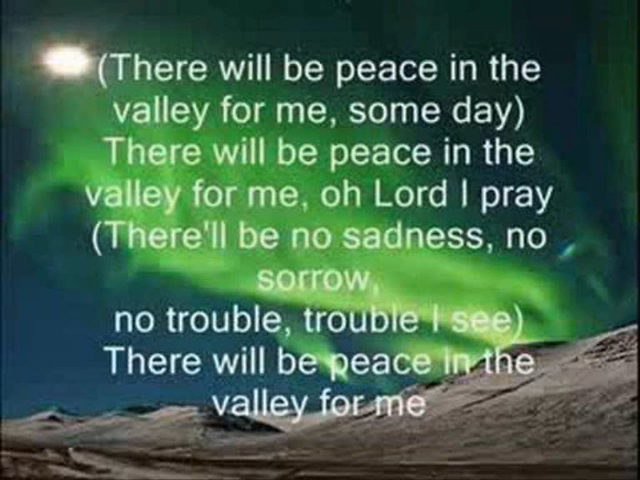 (There will be peace in the
valley for me, some day)
There will be peace in the
valley for me, oh Lord I pray
(There'll be no sadness, no
sorrow,
no trouble, trouble I see)
There will be peace in the
valley for me